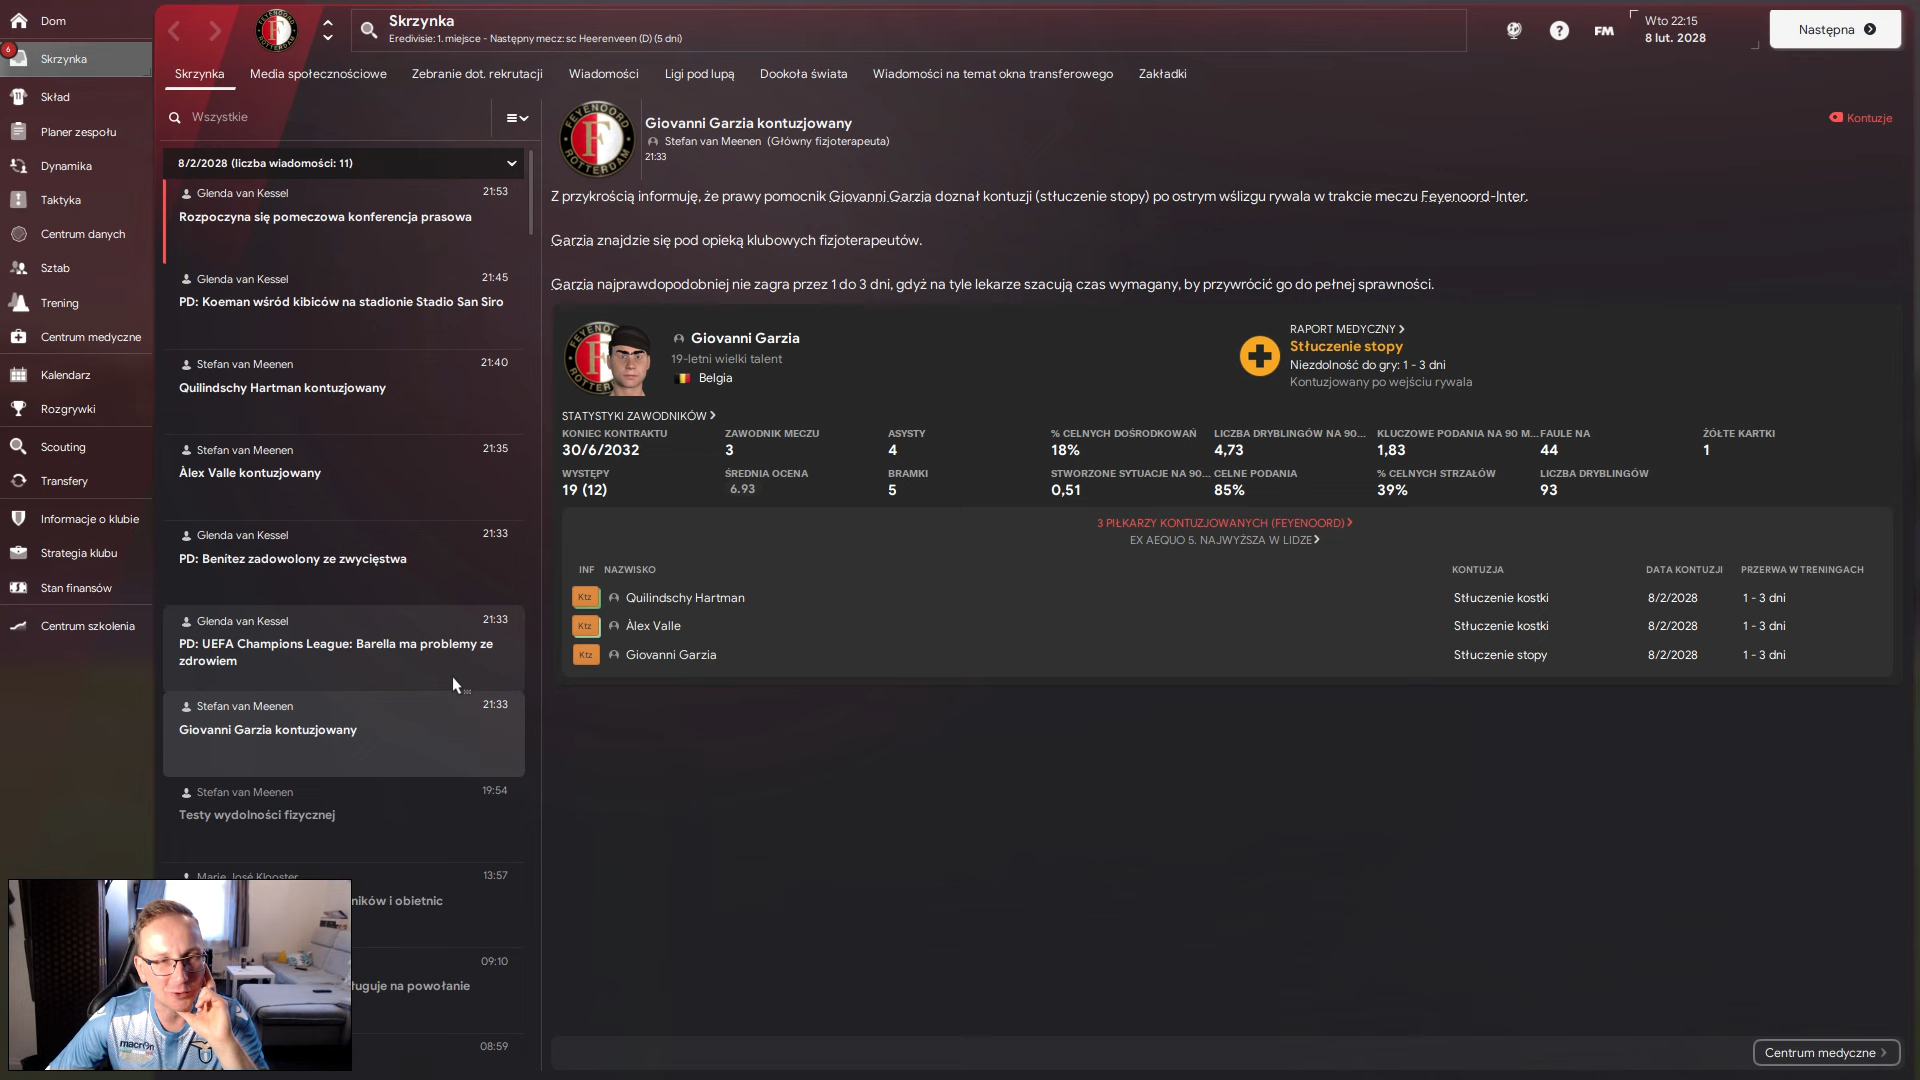 Dom
6
Skrzynka
Skład
Planer zespołu
Dynamika
Taktyka
Centrum danych
Sztab
Trening
Centrum medyczne
Kalendarz
Rozgrywki
Scouting
Transfery
Informacje o klubie
Strategia klubu
Stan finansów
Centrum szkolenia
Skrzynka
Eredivisie: 1. miejsce - Następny mecz: sc Heerenveen (D) (5 dni)
FM
Wto 22:15
8 lut. 2028
Następna
Skrzynka
Media społecznościowe
Zebranie dot. rekrutacji
Wiadomości
Ligi pod lupą
Dookoła świata
Wiadomości na temat okna transferowego
Zakładki
Wszystkie
8/2/2028 (liczba wiadomości: 11)
Glenda van Kessel 21:53
Rozpoczyna się pomeczowa konferencja prasowa
Glenda van Kessel 21:45
PD: Koeman wśród kibiców na stadionie Stadio San Siro
Stefan van Meenen 21:40
Quilindschy Hartman kontuzjowany
Stefan van Meenen 21:35
Àlex Valle kontuzjowany
Glenda van Kessel 21:33
PD: Benítez zadowolony ze zwycięstwa
Glenda van Kessel 21:33
PD: UEFA Champions League: Barella ma problemy ze
zdrowiem
Stefan van Meenen 21:33
Giovanni Garzia kontuzjowany
Stefan van Meenen 19:54
Testy wydolności fizycznej
Marie José Klooster 13:57
ników i obietnic
09:10
ługuje na powołanie
08:59
FEYENOORD
ROTTERDAM
Giovanni Garzia kontuzjowany
Stefan van Meenen (Główny fizjoterapeuta)
21:33
Kontuzje
Z przykrością informuję, że prawy pomocnik Giovanni Garzia doznał kontuzji (stłuczenie stopy) po ostrym wślizgu rywala w trakcie meczu Feyenoord-Inter.
Garzia znajdzie się pod opieką klubowych fizjoterapeutów.
Garzia najprawdopodobniej nie zagra przez 1 do 3 dni, gdyż na tyle lekarze szacują czas wymagany, by przywrócić go do pełnej sprawności.
Giovanni Garzia
19-letni wielki talent
Belgia
RAPORT MEDYCZNY
Stłuczenie stopy
Niezdolność do gry: 1 - 3 dni
Kontuzjowany po wejściu rywala
STATYSTYKI ZAWODNIKÓW
KONIEC KONTRAKTU ZAWODNIK MECZU ASYSTY % CELNYCH DOŚRODKOWAŃ LICZBA DRYBLINGÓW NA 90... KLUCZOWE PODANIA NA 90 M... FAULE NA ŻÓŁTE KARTKI
30/6/2032 3 4 18% 4,73 1,83 44 1
WYSTĘPY ŚREDNIA OCENA BRAMKI STWORZONE SYTUACJE NA 90... CELNE PODANIA % CELNYCH STRZAŁÓW LICZBA DRYBLINGÓW
19 (12) 6.93 5 0,51 85% 39% 93
3 PIŁKARZY KONTUZJOWANYCH (FEYENOORD)
EX AEQUO 5. NAJWYŻSZA W LIDZE
INF NAZWISKO KONTUZJA DATA KONTUZJI PRZERWA W TRENINGACH
Ktz Quilindschy Hartman Stłuczenie kostki 8/2/2028 1 - 3 dni
Ktz Àlex Valle Stłuczenie kostki 8/2/2028 1 - 3 dni
Ktz Giovanni Garzia Stłuczenie stopy 8/2/2028 1 - 3 dni
macron
Centrum medyczne